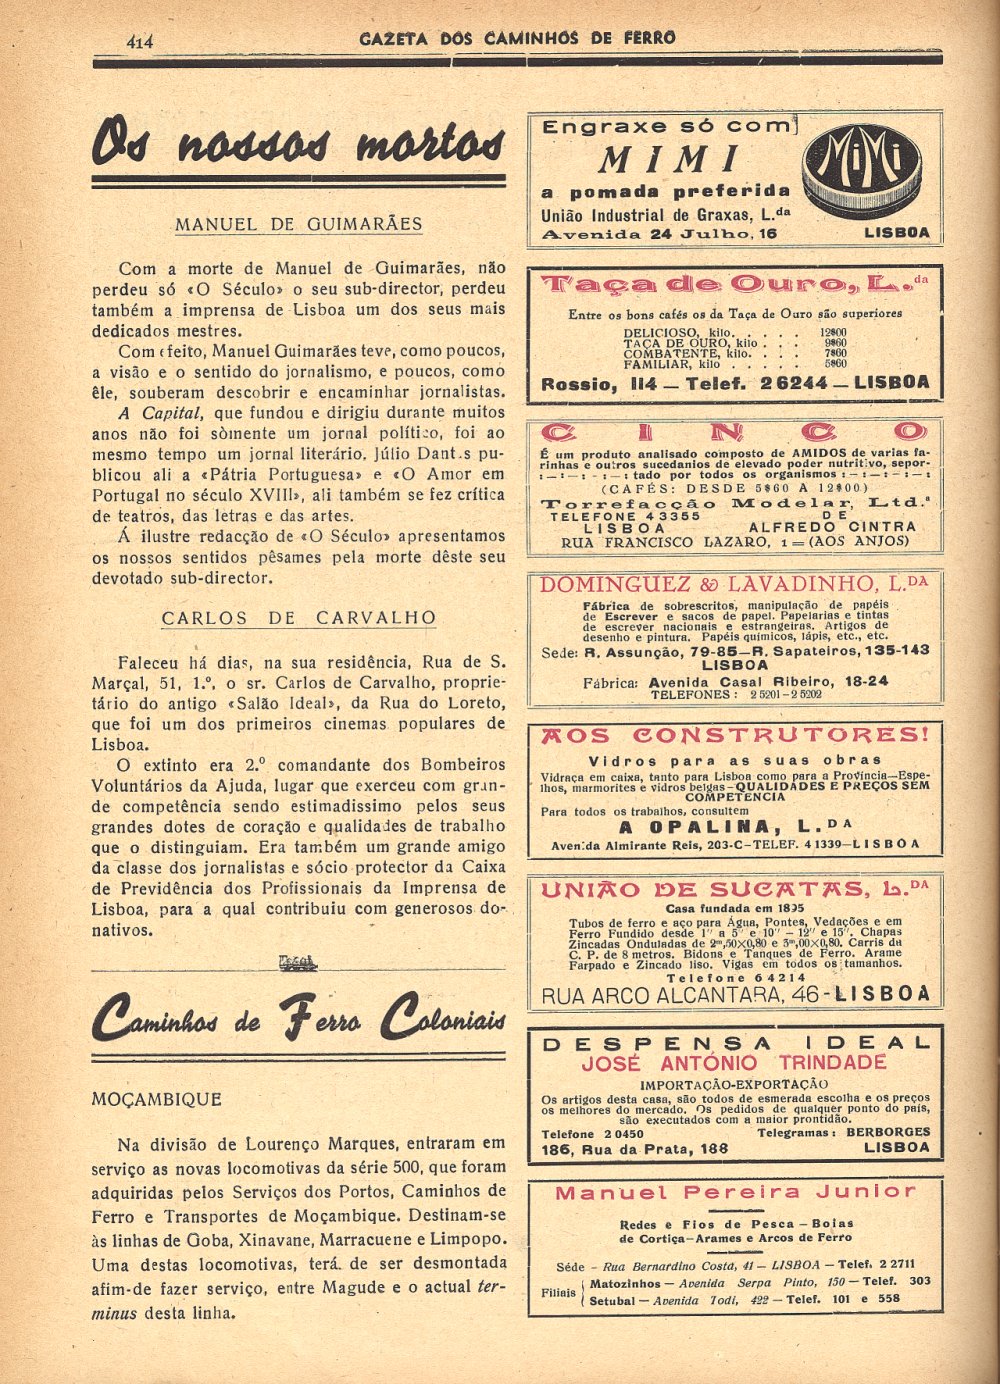 414
GAZETA DOS CAMINHOS DE FERRO
Os nossos mortos
MANUEL DE GUIMARÃES
Com a morte de Manuel de Guimarães, não
perdeu só «O Século» o seu sub-director, perdeu
também a imprensa de Lisboa um dos seus mais
dedicados mestres.
Com efeito, Manuel Guimarães teve, como poucos,
a visão e o sentido do jornalismo, e poucos, como
êle, souberam descobrir e encaminhar jornalistas.
A Capital, que fundou e dirigiu durante muitos
anos não foi sòmente um jornal político, foi ao
mesmo tempo um jornal literário. Júlio Dantas pu-
blicou ali a «Pátria Portuguesa» e «O Amor em
Portugal no século XVIII», ali também se fez crítica
de teatros, das letras e das artes.
Á ilustre redacção de «O Século» apresentamos
os nossos sentidos pêsames pela morte dêste seu
devotado sub-director.
CARLOS DE CARVALHO
Faleceu há dias, na sua residência, Rua de S.
Marçal, 51, 1.º, o sr. Carlos de Carvalho, proprie-
tário do antigo «Salão Ideal», da Rua do Loreto,
que foi um dos primeiros cinemas populares de
Lisboa.
O extinto era 2.º comandante dos Bombeiros
Voluntários da Ajuda, lugar que exerceu com gran-
de competência sendo estimadissimo pelos seus
grandes dotes de coração e qualidades de trabalho
que o distinguiam. Era também um grande amigo
da classe dos jornalistas e sócio protector da Caixa
de Previdência dos Profissionais da Imprensa de
Lisboa, para a qual contribuiu com generosos do-
nativos.
Caminhos de Ferro Coloniais
MOÇAMBIQUE
Na divisão de Lourenço Marques, entraram em
serviço as novas locomotivas da série 500, que foram
adquiridas pelos Serviços dos Portos, Caminhos de
Ferro e Transportes de Moçambique. Destinam-se
às linhas de Goba, Xinavane, Marracuene e Limpopo.
Uma destas locomotivas, terá. de ser desmontada
afim-de fazer serviço, entre Magude e o actual ter-
minus desta linha.
Engraxe só com
MIMI
a pomada preferida
União Industrial de Graxas, L.da
Avenida 24 Julho, 16 LISBOA
MiMi
Taça de Ouro, L.da
Entre os bons cafés os da Taça de Ouro são superiores
DELICIOSO, kilo. . . . . 12$00
TAÇA DE OURO, kilo . . . 9$60
COMBATENTE, kilo. . . . 7$60
FAMILIAR, kilo . . . . . 5$60
Rossio, 114 — Telef. 26244 — LISBOA
CINCO
É um produto analisado composto de AMIDOS de varias fa-
rinhas e outros sucedanios de elevado poder nutritivo, sepor-
: — : — : - : — : tado por todos os organismos : — : — : — : — :
(CAFÉS: DESDE 5$60 A 12$00)
Torrefacção Modelar, Ltd.ª
TELEFONE 43355 DE
LISBOA ALFREDO CINTRA
RUA FRANCISCO LAZARO, 1 = (AOS ANJOS)
DOMINGUEZ & LAVADINHO, L.DA
Fábrica de sobrescritos, manipulação de papéis
de Escrever e sacos de papel. Papelarias e tintas
de escrever nacionais e estrangeiras. Artigos de
desenho e pintura. Papéis químicos, lápis, etc., etc.
Sede: R. Assunção, 79-85—R. Sapateiros, 135-143
LISBOA
Fábrica: Avenida Casal Ribeiro, 18-24
TELEFONES : 25201-25202
AOS CONSTRUTORES!
Vidros para as suas obras
Vidraça em caixa, tanto para Lisboa como para a Província—Espe-
lhos, marmorites e vidros belgas-QUALIDADES E PREÇOS SEM
COMPETENCIA
Para todos os trabalhos, consultem
A OPALINA, L.DA
Avenida Almirante Reis, 203-C-TELEF. 41339—LISBOA
UNIÃO DE SUCATAS, L.DA
Casa fundada em 1895
Tubos de ferro e aço para Água, Pontes, Vedações e em
Ferro Fundido desde 1" a 5" e 10" — 12" e 15". Chapas
Zincadas Onduladas de 2m,50×0,80 e 3m,00×0,80. Carris da
C. P. de 8 metros. Bidons e Tanques de Ferro. Arame
Farpado e Zincado liso. Vigas em todos os tamanhos.
Telefone 64214
RUA ARCO ALCANTARA, 46-LISBOA
DESPENSA IDEAL
JOSÉ ANTÓNIO TRINDADE
IMPORTAÇÃO-EXPORTAÇÃO
Os artigos desta casa, são todos de esmerada escolha e os preços
os melhores do mercado. Os pedidos de qualquer ponto do país,
são executados com a maior prontidão.
Telefone 20450 Telegramas: BERBORGES
186, Rua da Prata, 188 LISBOA
Manuel Pereira Junior
Redes e Fios de Pesca — Boias
de Cortiça—Arames e Arcos de Ferro
Séde - Rua Bernardino Costa, 41 — LISBOA — Telef. 22711
Filiais Matozinhos — Avenida Serpa Pinto, 150 — Telef. 303
Setubal — Avenida Todi, 422 — Telef. 101 e 558